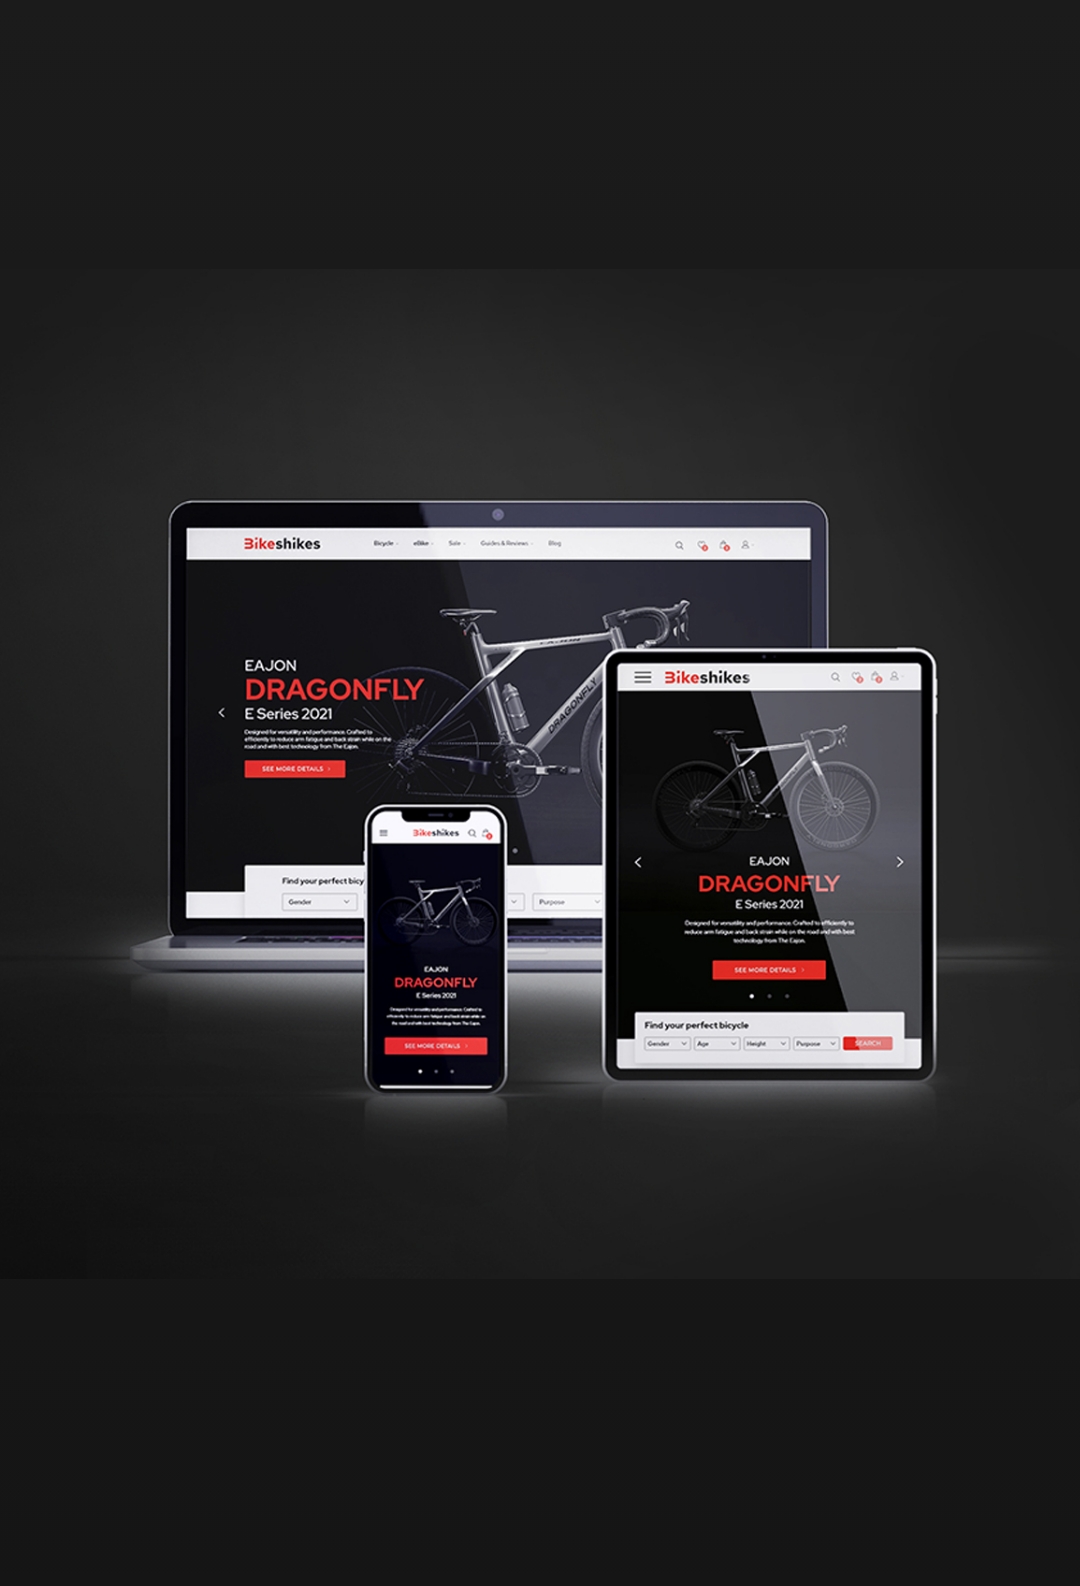 Bikeshikes
Bicycle
eBike
Sale
Guides & Reviews
Blog
EAJON
DRAGONFLY
E Series 2021
Designed for versatility and performance. Crafted to
efficiently to reduce arm fatigue and back strain while on the
road and with best technology from The Eajon.
SEE MORE DETAILS
DRAGONFLY
Find your perfect bicy
Gender
Purpose
Bikeshikes
EAJON
DRAGONFLY
E Series 2021
Designed for versatility and performance. Crafted to
efficiently to reduce arm fatigue and back strain while on
the road and with best technology from The Eajon.
SEE MORE DETAILS
Bikeshikes
EAJON
DRAGONFLY
E Series 2021
Designed for versatility and performance. Crafted to efficiently to
reduce arm fatigue and back strain while on the road and with best
technology from The Eajon.
SEE MORE DETAILS
Find your perfect bicycle
Gender
Age
Height
Purpose
SEARCH